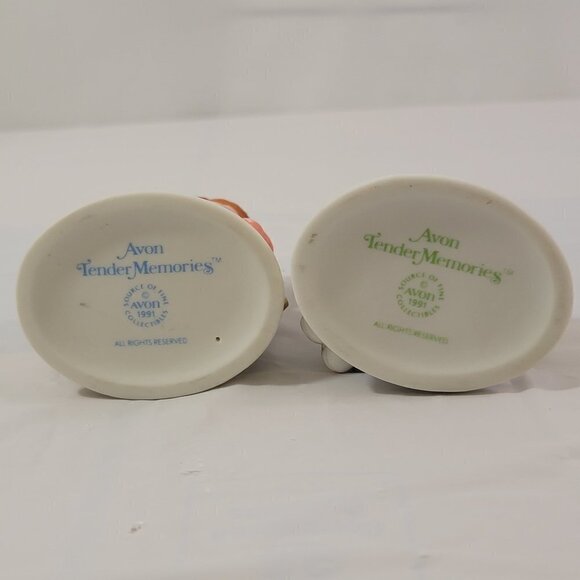 Avon
Tender Memories™
SOURCE OF FINE
©
AVON
1991
COLLECTIBLES
ALL RIGHTS RESERVED
Avon
Tender Memories™
SOURCE OF FINE
©
AVON
1991
COLLECTIBLES
ALL RIGHTS RESERVED